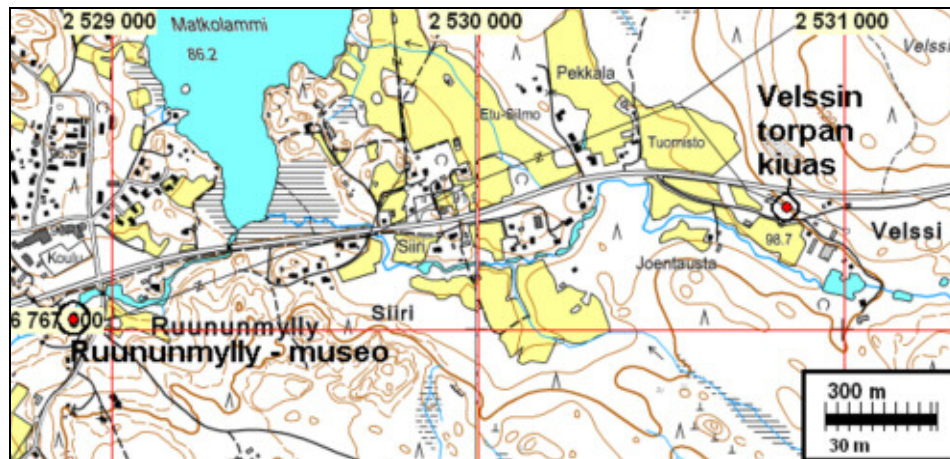 2 529 000
2 530 000
2 531 000
Matkolammi
86.2
Velssi
Pekkala
Etu-Silmo
Tuomisto
Velssin
torpan
kiuas
Koulu
Siiri
98.7
Velssi
Joentausta
6 767 000
Ruununmylly
Siiri
Ruununmylly - museo
300 m
30 m